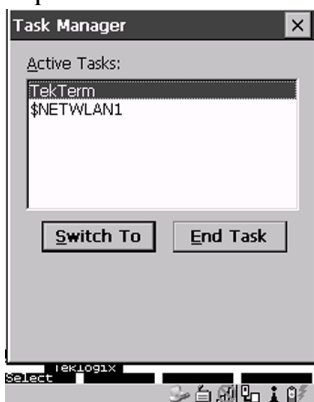 Task Manager
Active Tasks:
TekTerm
$NETWLAN1
Switch To
End Task
Teklogix
Select